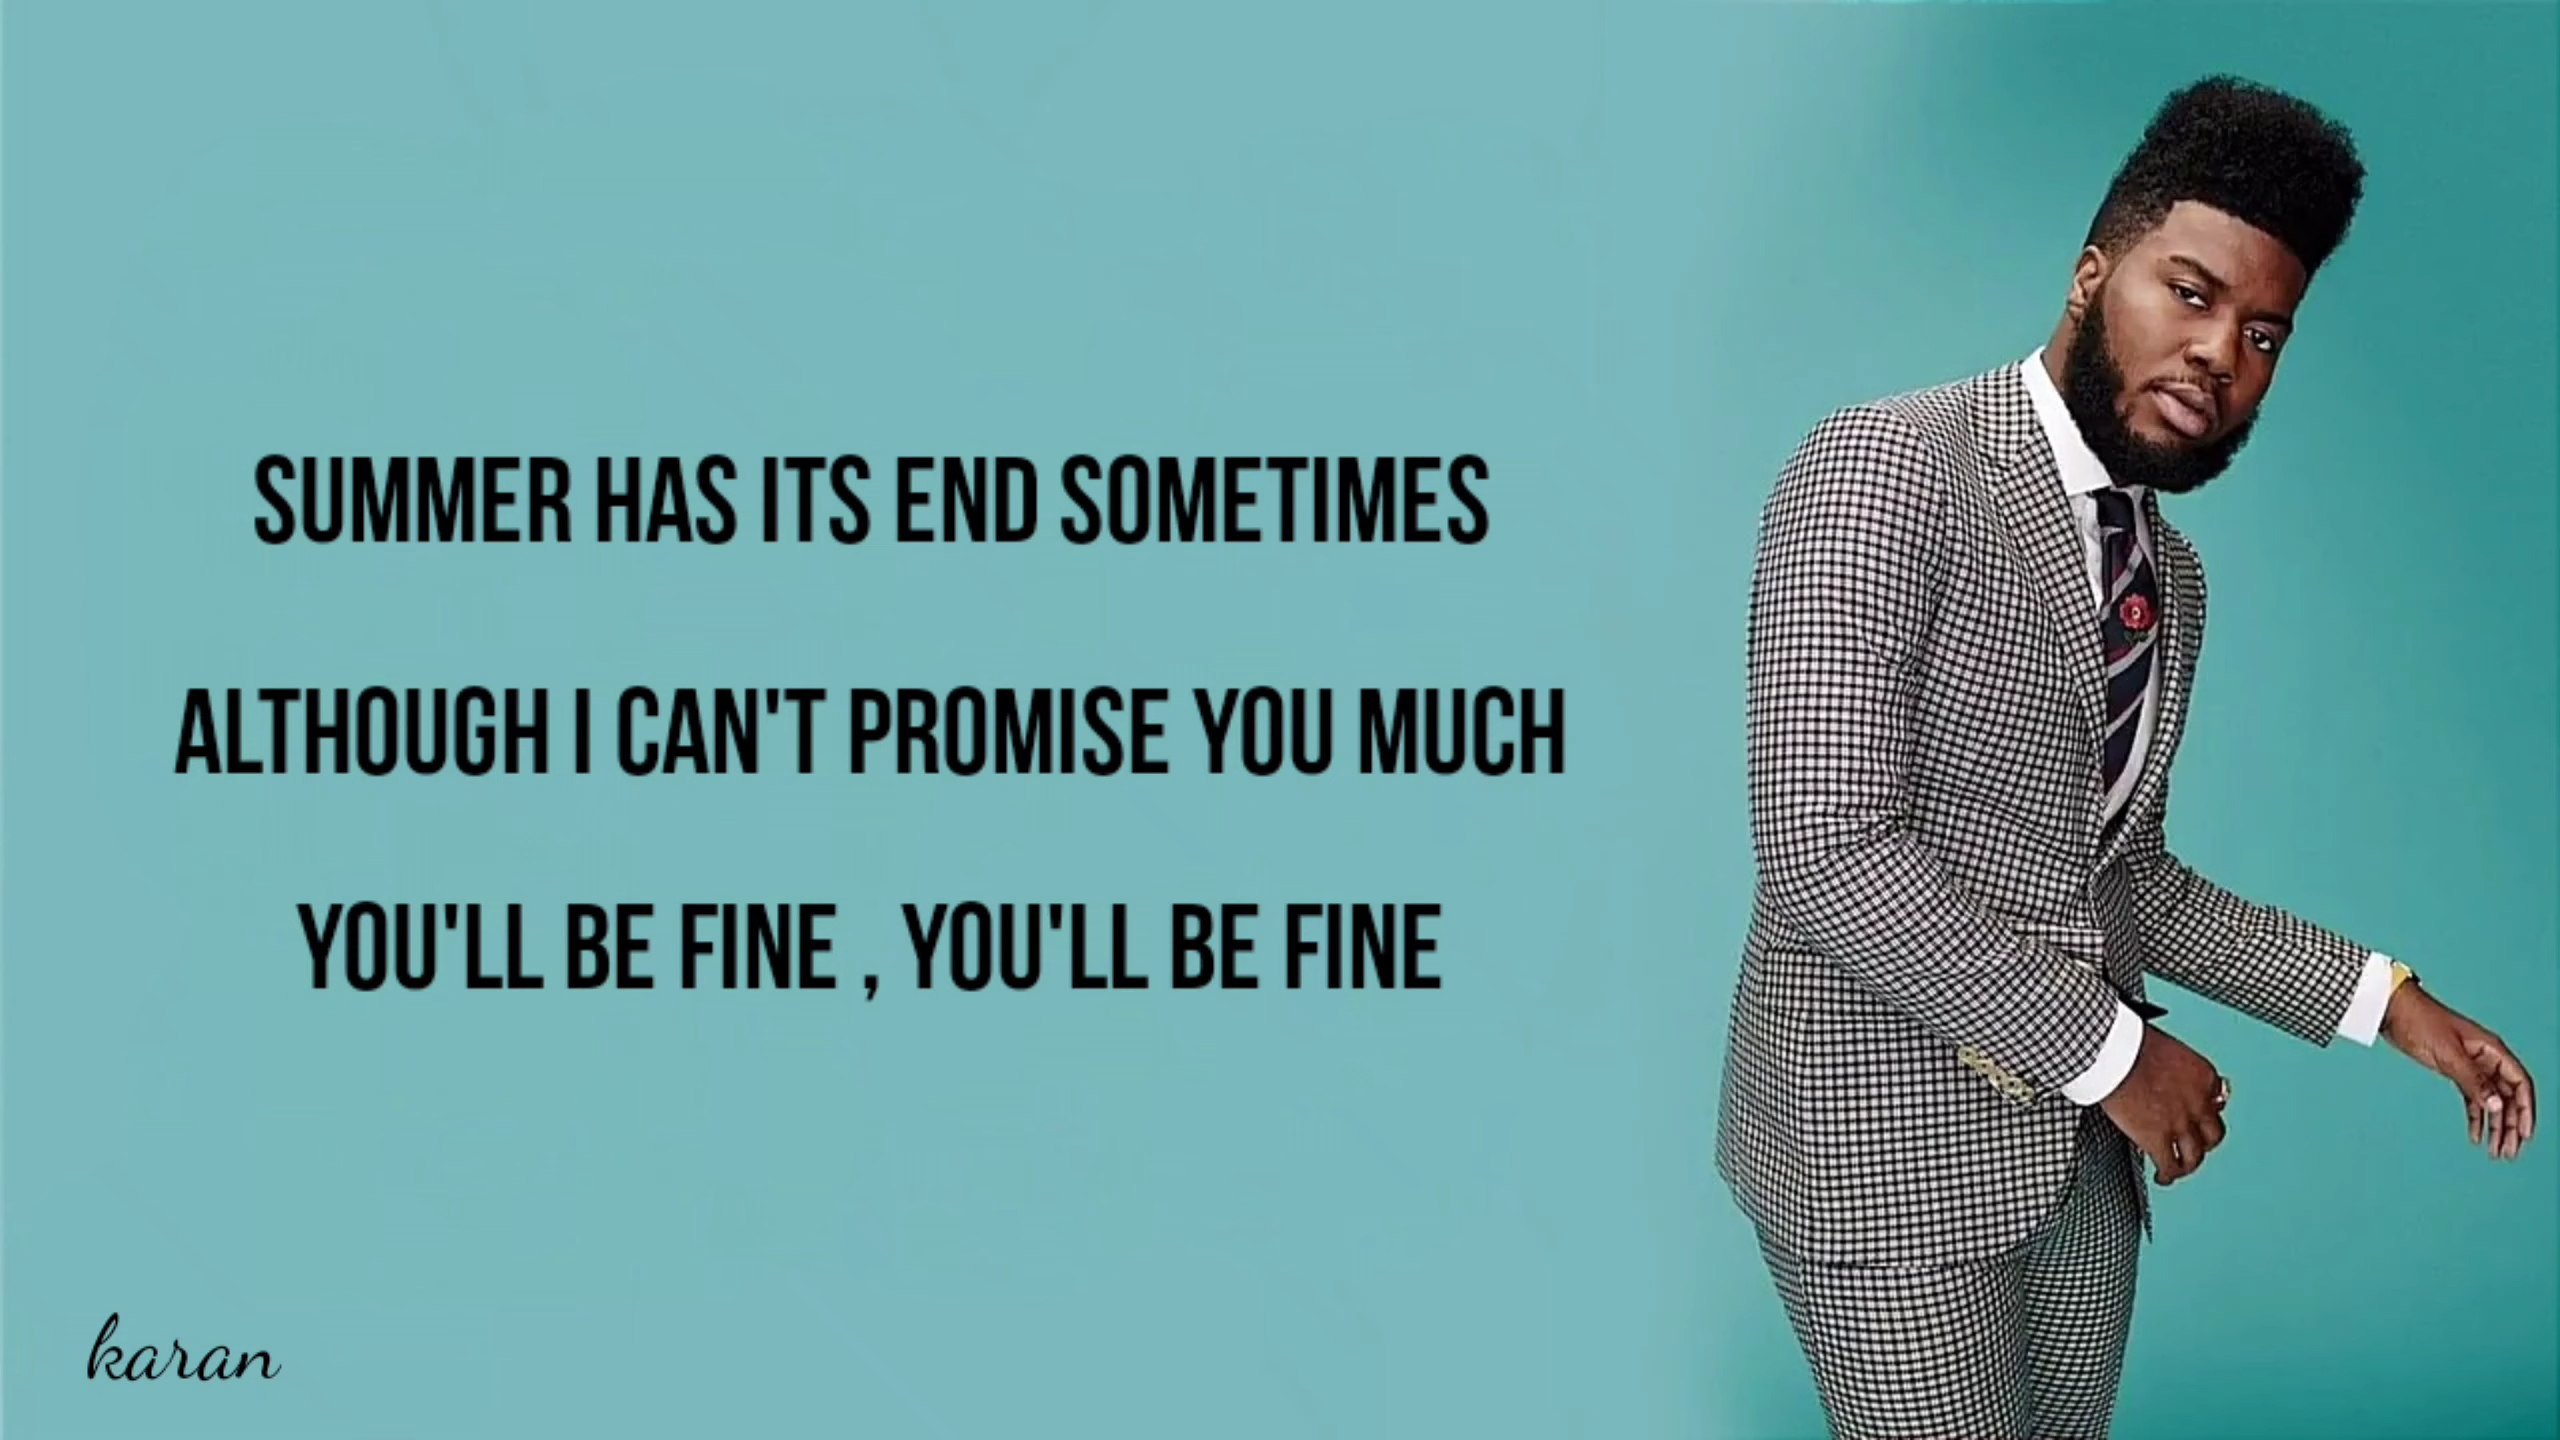 SUMMER HAS ITS END SOMETIMES
ALTHOUGH I CAN'T PROMISE YOU MUCH
YOU'LL BE FINE , YOU'LL BE FINE
karan